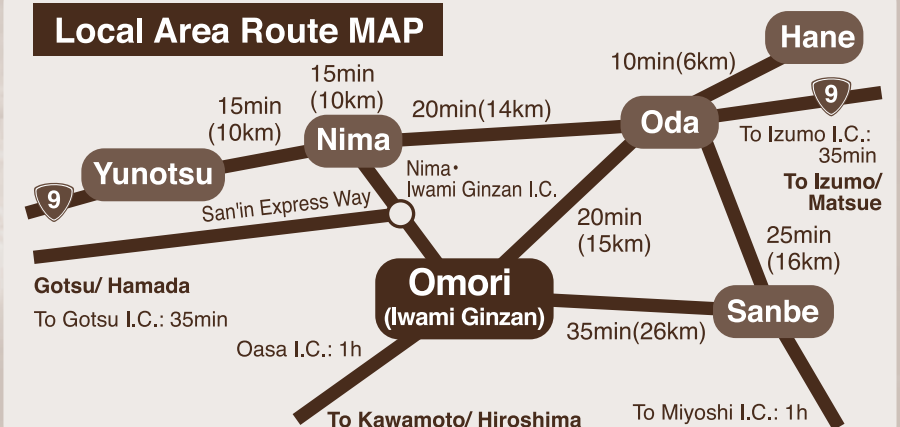 Local Area Route MAP
Hane
10min(6km)
9
15min
(10km)
15min
(10km)
20min(14km)
Oda
Nima
To Izumo I.C.:
35min
To Izumo/
Matsue
Yunotsu
9
Nima・
Iwami Ginzan I.C.
San'in Express Way
20min
(15km)
25min
(16km)
Gotsu/ Hamada
To Gotsu I.C.: 35min
Omori
(Iwami Ginzan)
Sanbe
35min(26km)
Oasa I.C.: 1h
To Kawamoto/ Hiroshima
To Miyoshi I.C.: 1h